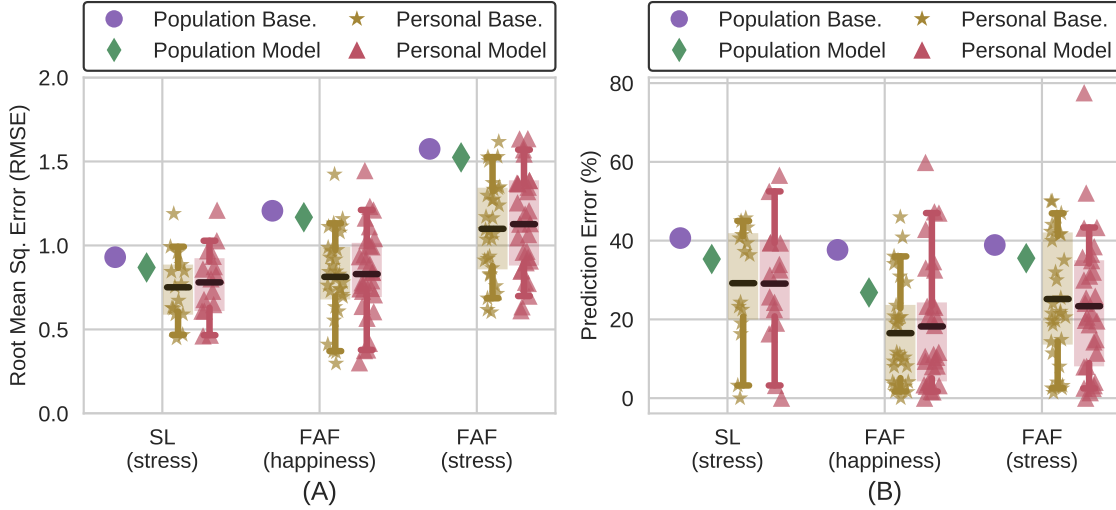 Population Base.
Personal Base.
Population Model
Personal Model
Root Mean Sq. Error (RMSE)
2.0
1.5
1.0
0.5
0.0
SL
(stress)
FAF
(happiness)
FAF
(stress)
(A)
Population Base.
Personal Base.
Population Model
Personal Model
Prediction Error (%)
80
60
40
20
0
SL
(stress)
FAF
(happiness)
FAF
(stress)
(B)